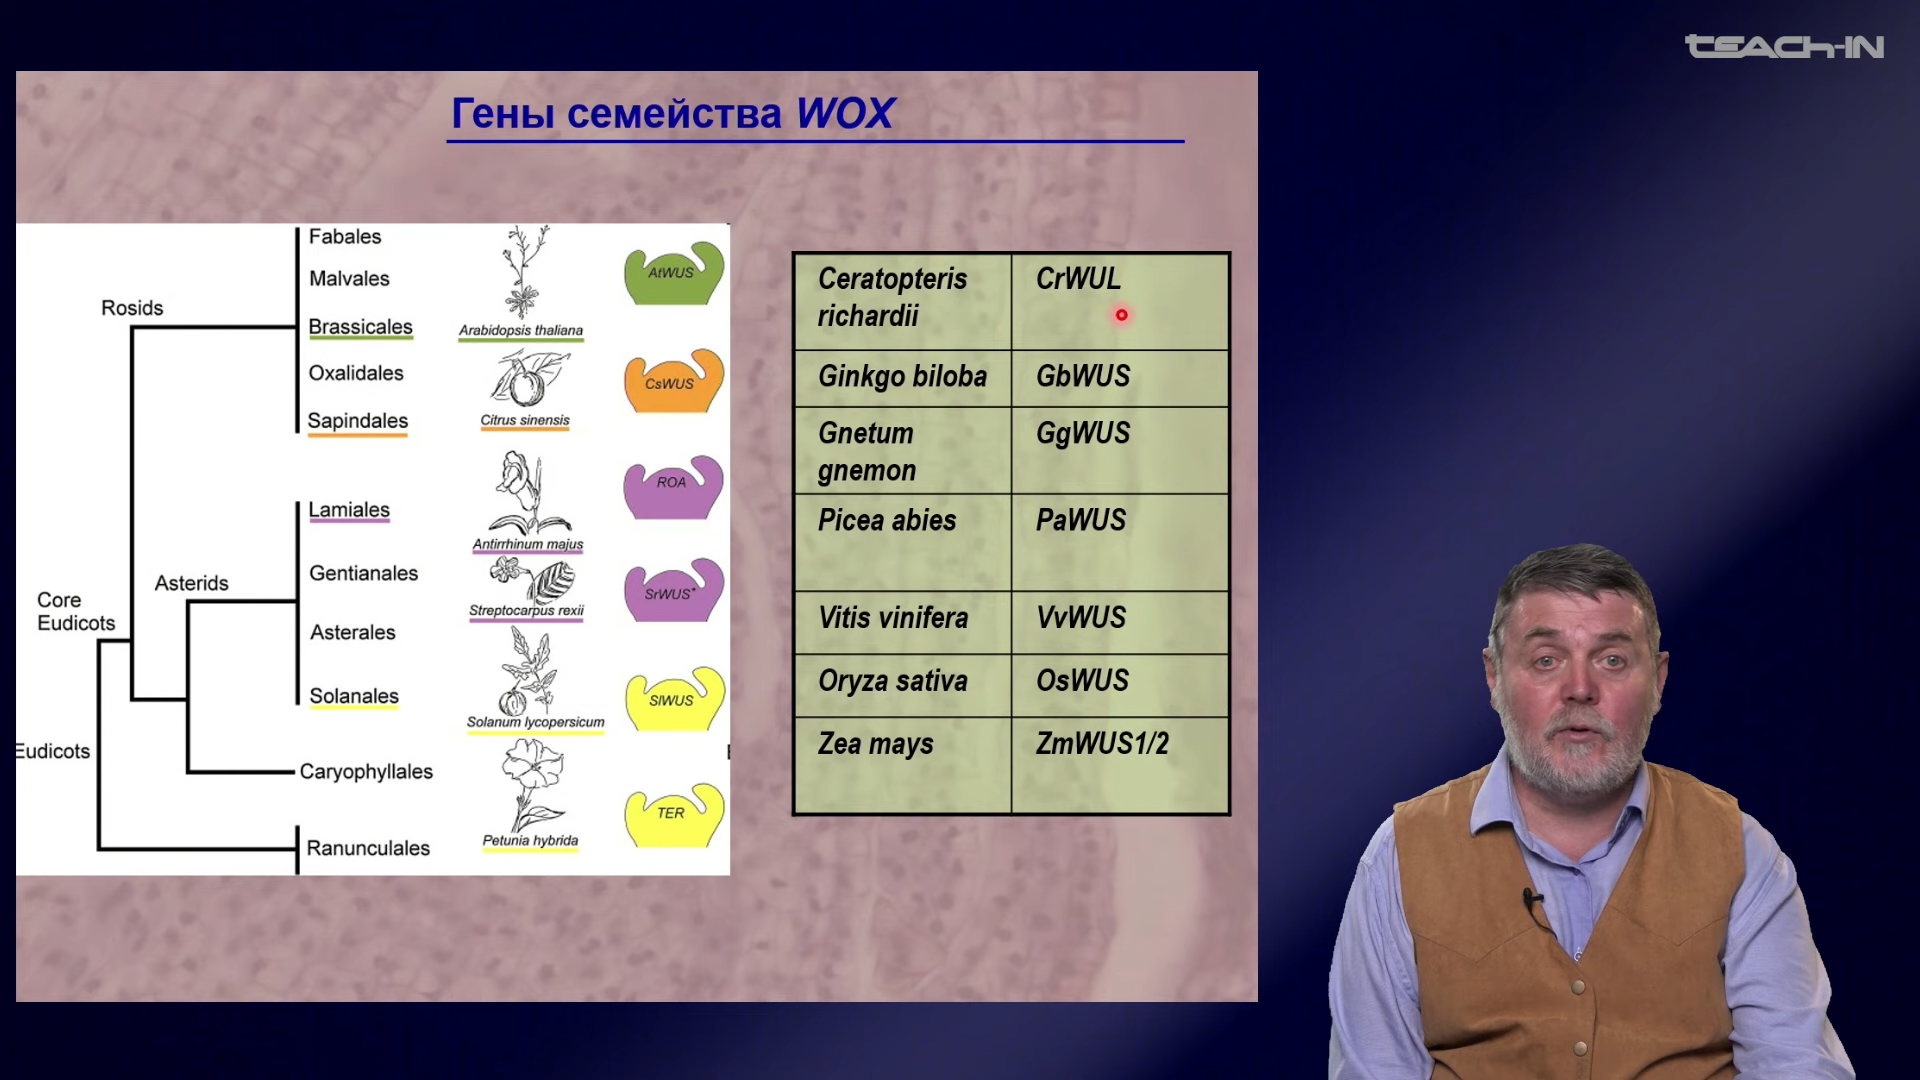 TEACH-IN
Гены семейства WOX
Fabales
Malvales
Rosids
Brassicales
Oxalidales
Sapindales
Lamiales
Asterids
Gentianales
Core
Eudicots
Asterales
Solanales
Eudicots
Caryophyllales
Ranunculales
Arabidopsis thaliana
AtWUS
Citrus sinensis
CsWUS
Antirrhinum majus
ROA
Streptocarpus rexii
SrWUS*
Solanum lycopersicum
SlWUS
Petunia hybrida
TER
Ceratopteris CrWUL
richardii
Ginkgo biloba GbWUS
Gnetum GgWUS
gnemon
Picea abies PaWUS
Vitis vinifera VvWUS
Oryza sativa OsWUS
Zea mays ZmWUS1/2